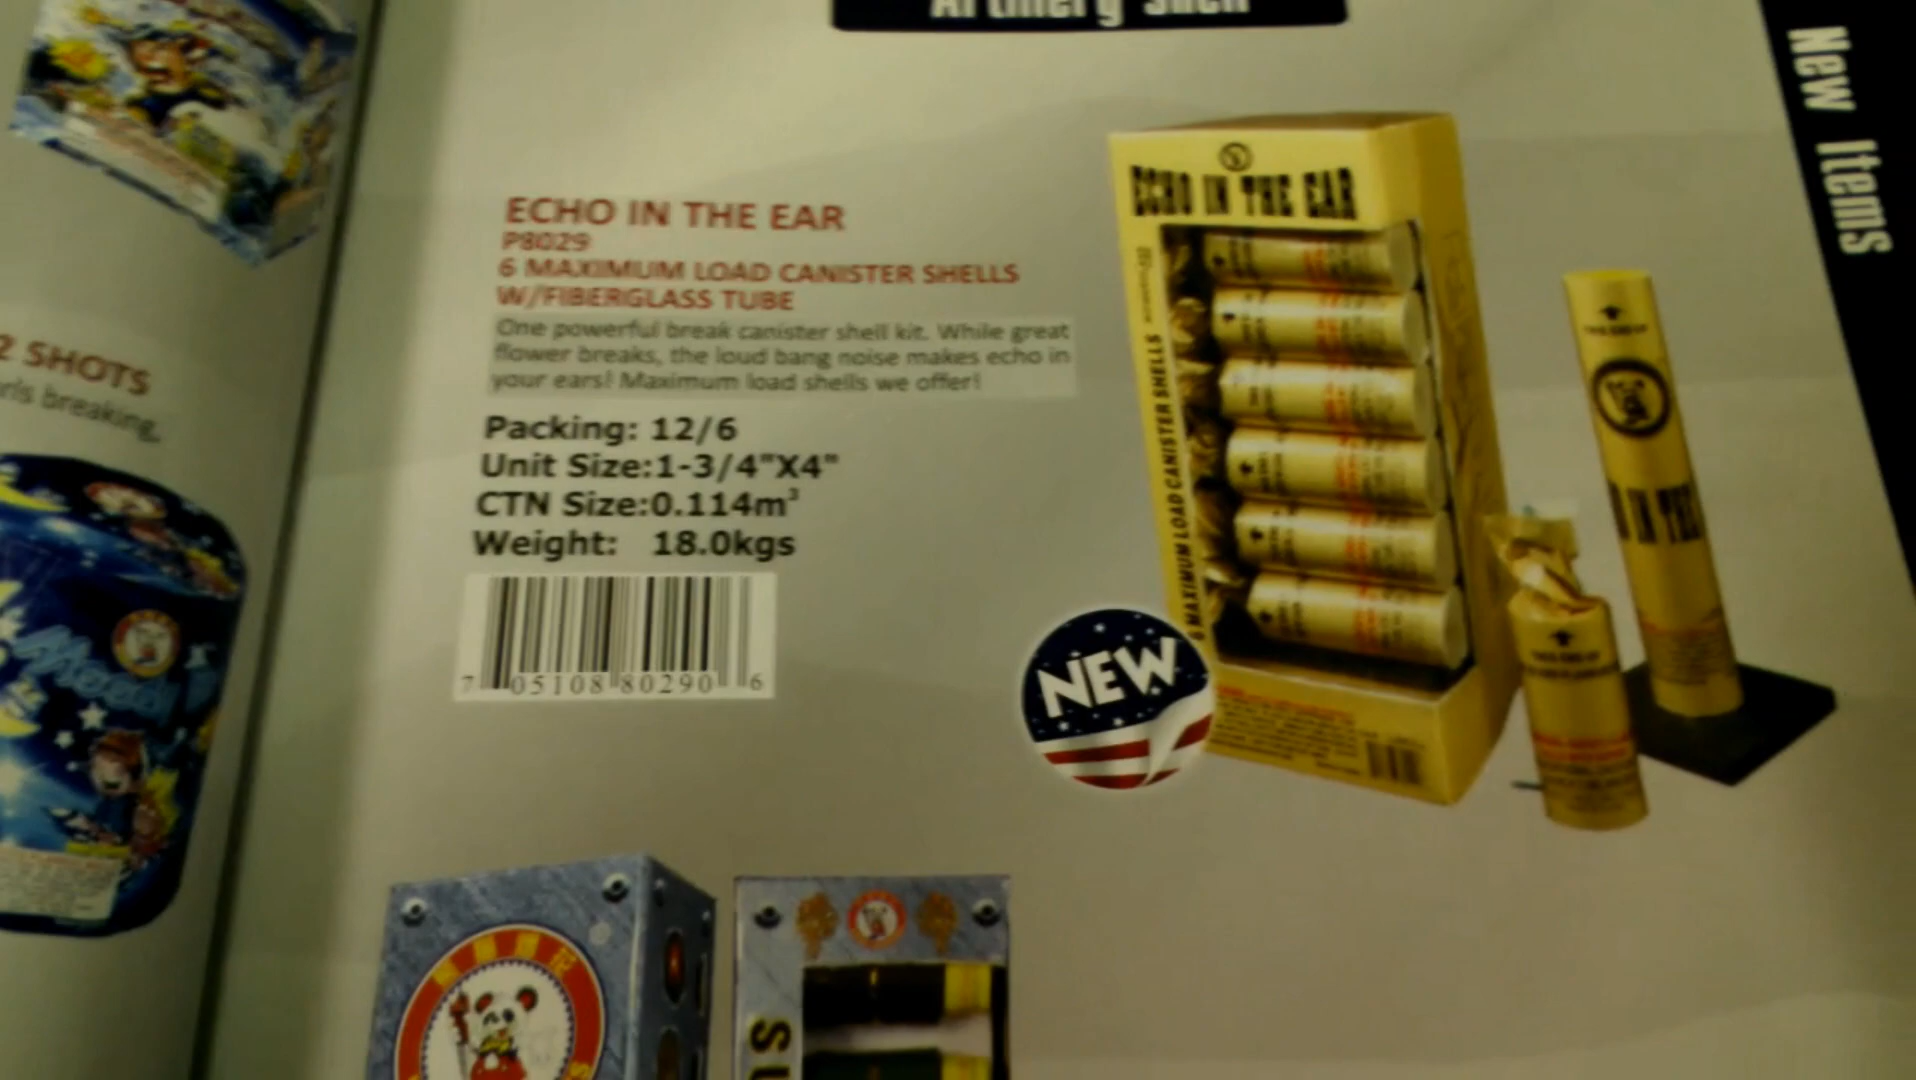 Artillery Shell
New Items
ECHO IN THE EAR
P8029
6 MAXIMUM LOAD CANISTER SHELLS
W/FIBERGLASS TUBE
One powerful break canister shell kit. While great
flower breaks, the loud bang noise makes echo in
your ears! Maximum load shells we offer!
Packing: 12/6
Unit Size:1-3/4"X4"
CTN Size:0.114m³
Weight: 18.0kgs
7 05108 80290 6
2 SHOTS
breaking,
NEW
ECHO IN THE EAR
6 MAXIMUM LOAD CANISTER SHELLS
IN THE
SU